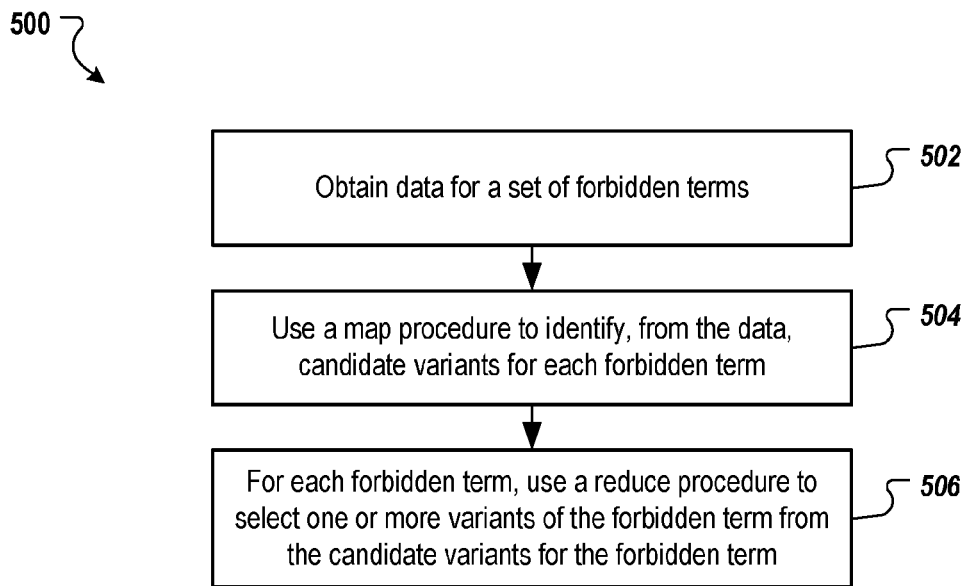 500
502
Obtain data for a set of forbidden terms
504
Use a map procedure to identify, from the data,
candidate variants for each forbidden term
506
For each forbidden term, use a reduce procedure to
select one or more variants of the forbidden term from
the candidate variants for the forbidden term